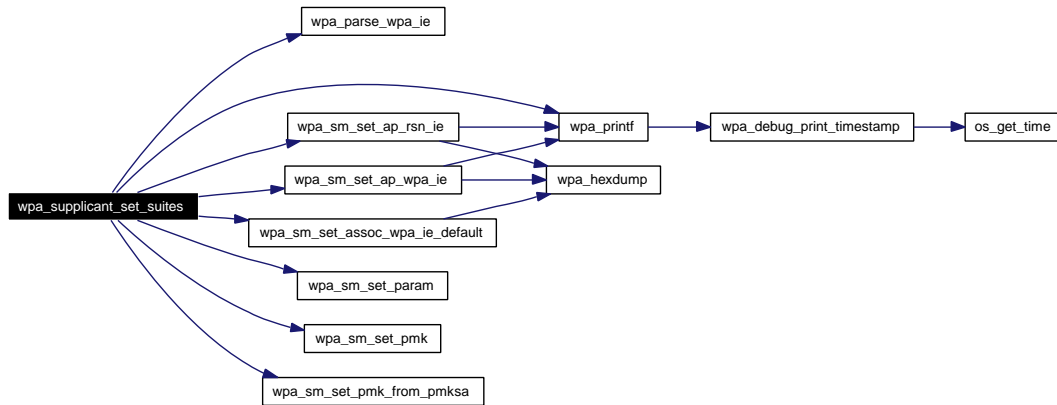 wpa_parse_wpa_ie
wpa_sm_set_ap_rsn_ie
wpa_printf
wpa_debug_print_timestamp
os_get_time
wpa_sm_set_ap_wpa_ie
wpa_hexdump
wpa_supplicant_set_suites
wpa_sm_set_assoc_wpa_ie_default
wpa_sm_set_param
wpa_sm_set_pmk
wpa_sm_set_pmk_from_pmksa